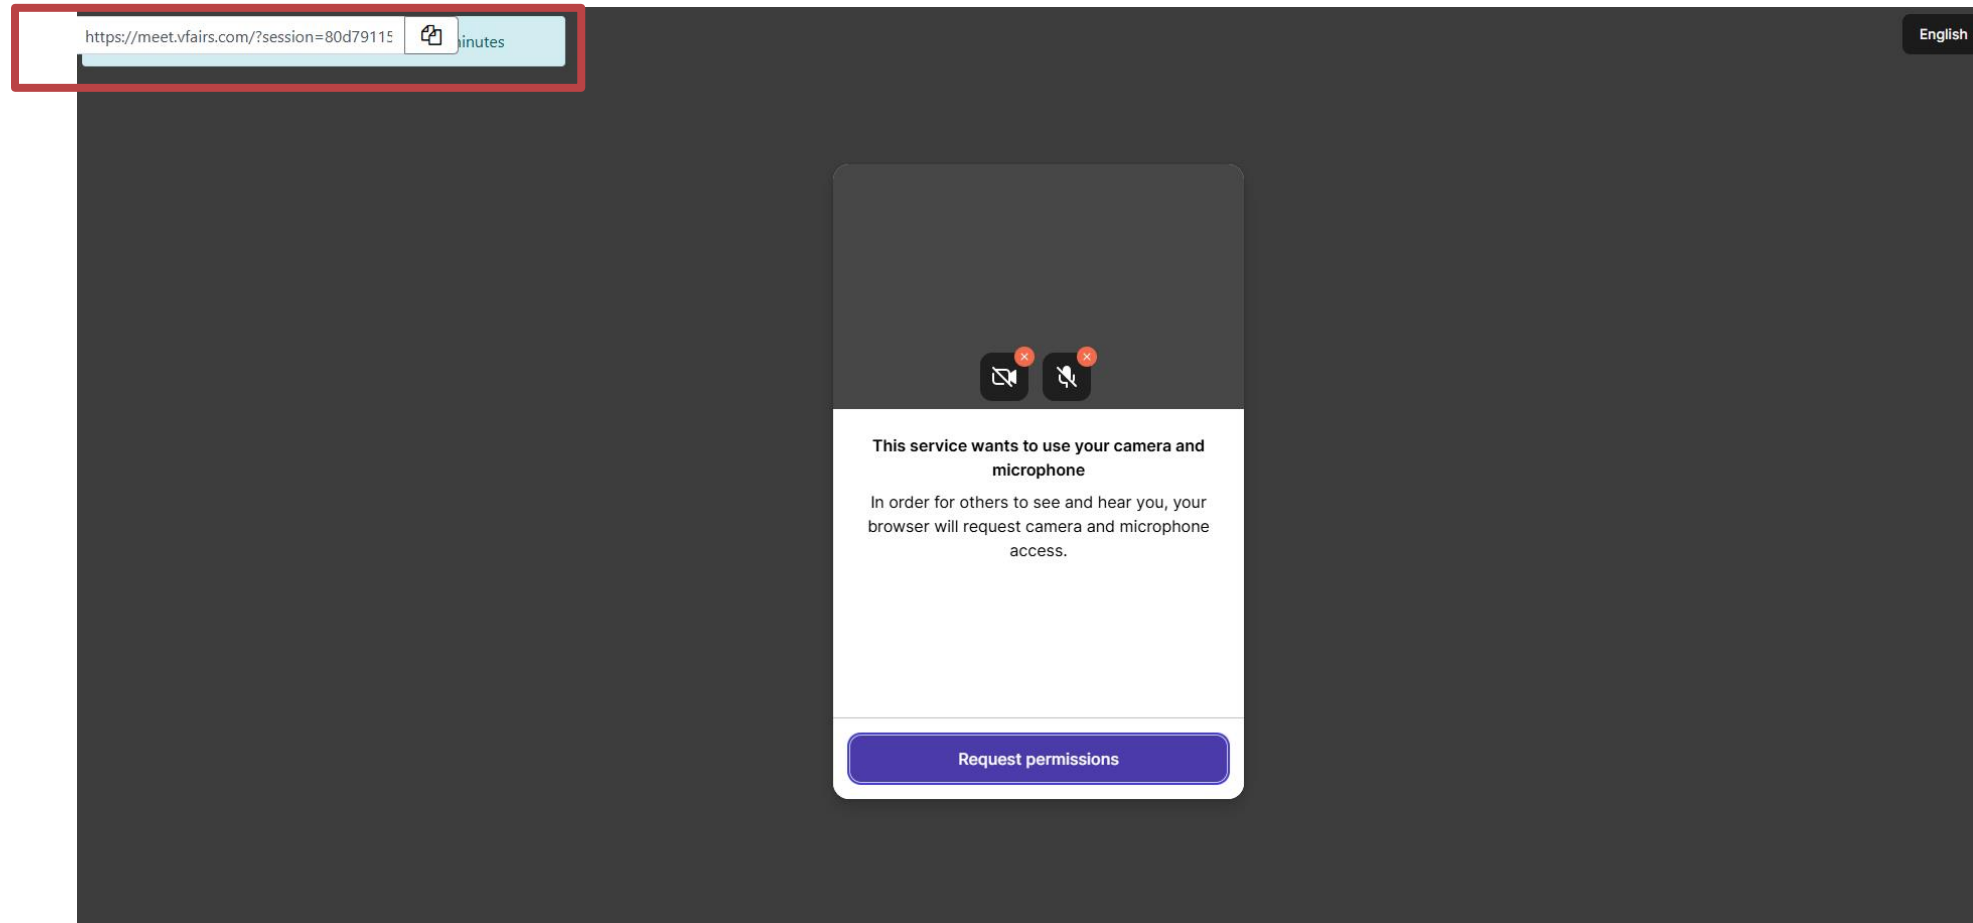 https://meet.vfairs.com/?session=80d79115
English
This service wants to use your camera and
microphone
In order for others to see and hear you, your
browser will request camera and microphone
access.
Request permissions